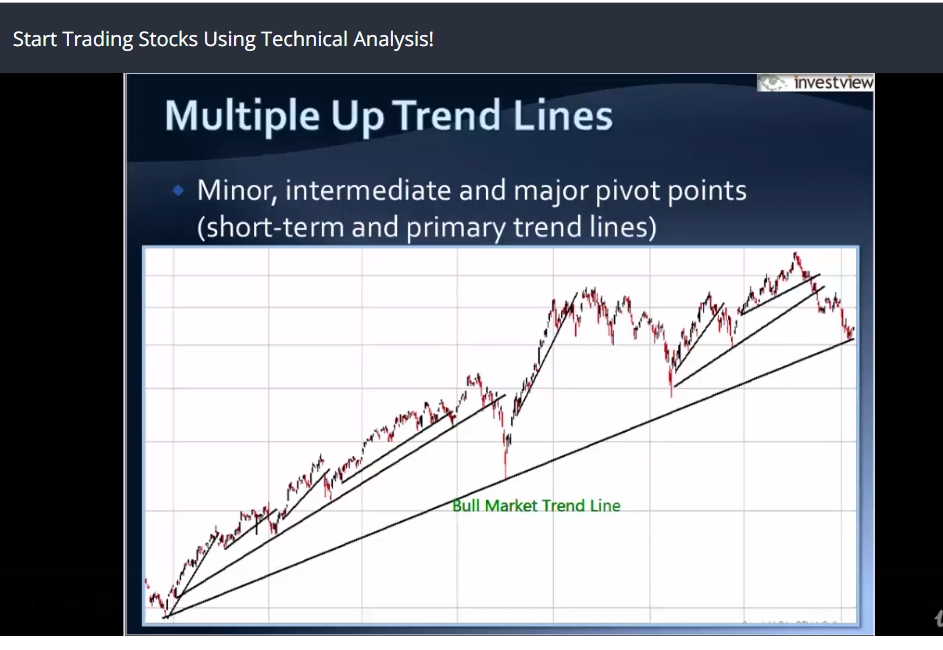 Start Trading Stocks Using Technical Analysis!
investview
Multiple Up Trend Lines
Minor, intermediate and major pivot points
(short-term and primary trend lines)
Bull Market Trend Line